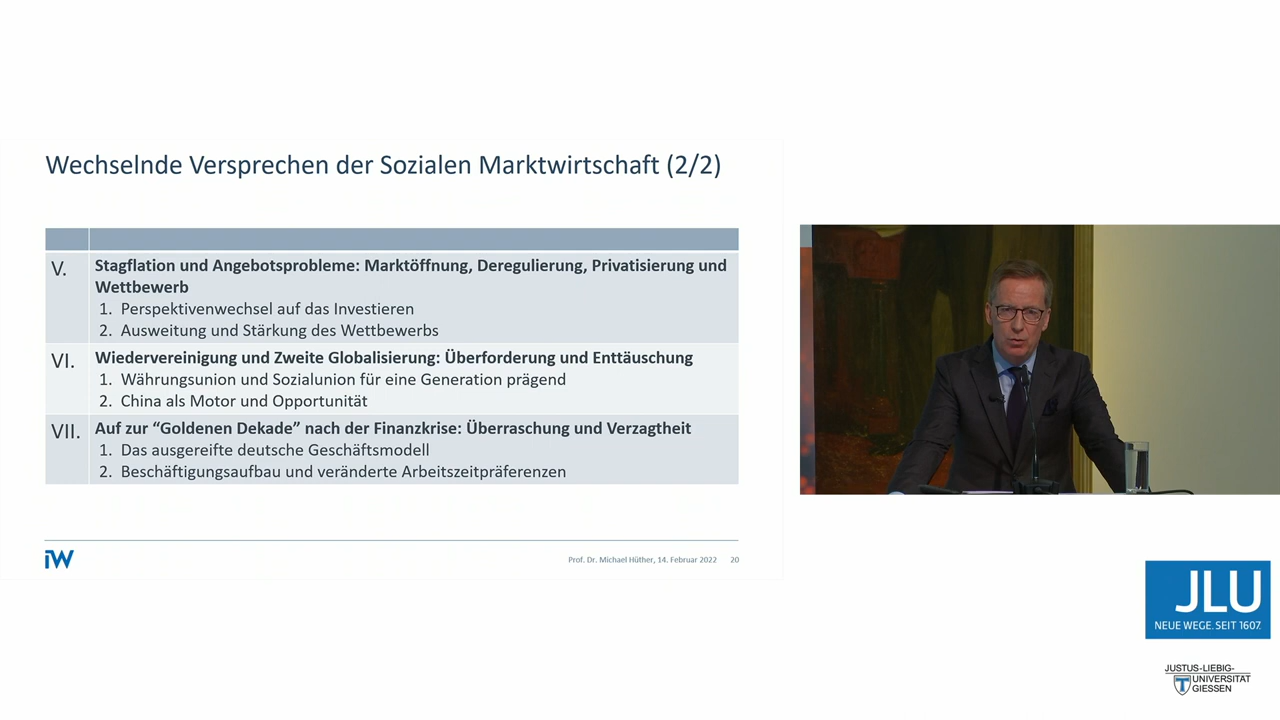 Wechselnde Versprechen der Sozialen Marktwirtschaft (2/2)
V.
Stagflation und Angebotsprobleme: Marktöffnung, Deregulierung, Privatisierung und
Wettbewerb
1. Perspektivenwechsel auf das Investieren
2. Ausweitung und Stärkung des Wettbewerbs
VI.
Wiedervereinigung und Zweite Globalisierung: Überforderung und Enttäuschung
1. Währungsunion und Sozialunion für eine Generation prägend
2. China als Motor und Opportunität
VII.
Auf zur “Goldenen Dekade” nach der Finanzkrise: Überraschung und Verzagtheit
1. Das ausgereifte deutsche Geschäftsmodell
2. Beschäftigungsaufbau und veränderte Arbeitszeitpräferenzen
iW
Prof. Dr. Michael Hüther, 14. Februar 2022 20
JLU
NEUE WEGE. SEIT 1607.
JUSTUS-LIEBIG-
UNIVERSITAT
GIESSEN